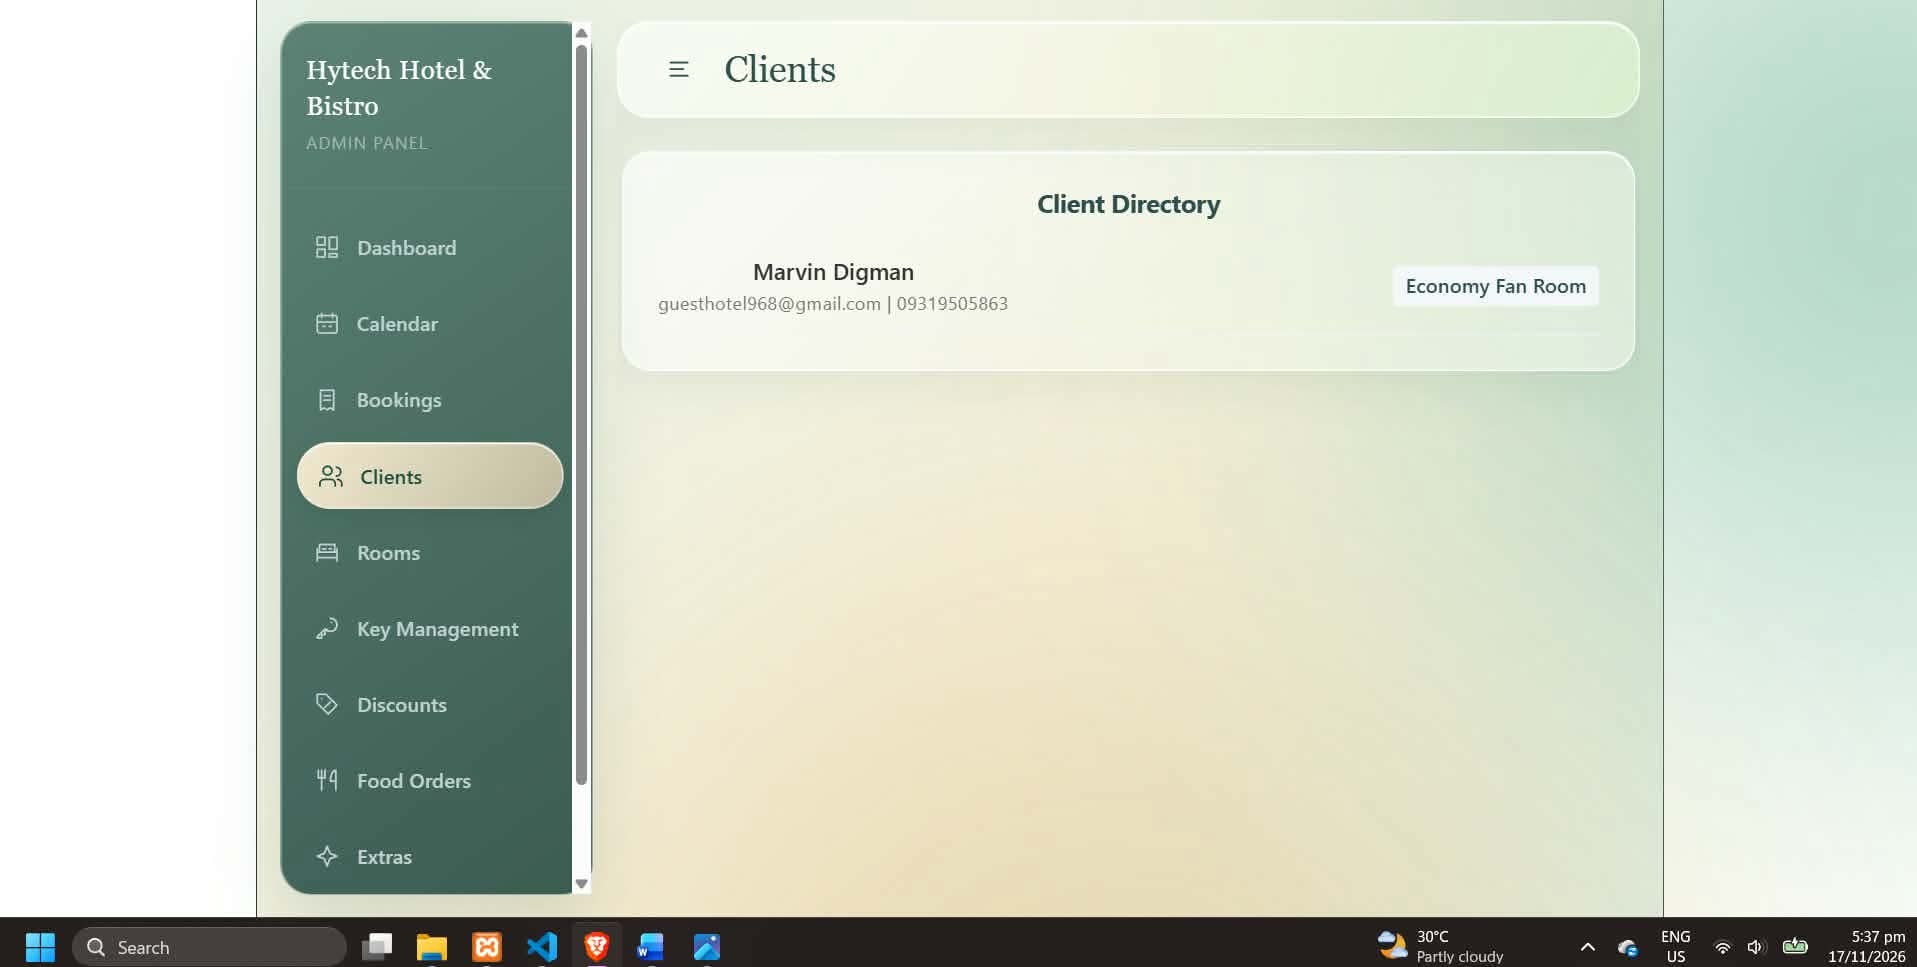 Hytech Hotel &
Bistro
ADMIN PANEL
Dashboard
Calendar
Bookings
Clients
Rooms
Key Management
Discounts
Food Orders
Extras
Clients
Client Directory
Marvin Digman
guesthotel968@gmail.com | 09319505863
Economy Fan Room
Search
W
30°C
Partly cloudy
ENG
US
5:37 pm
17/11/2026